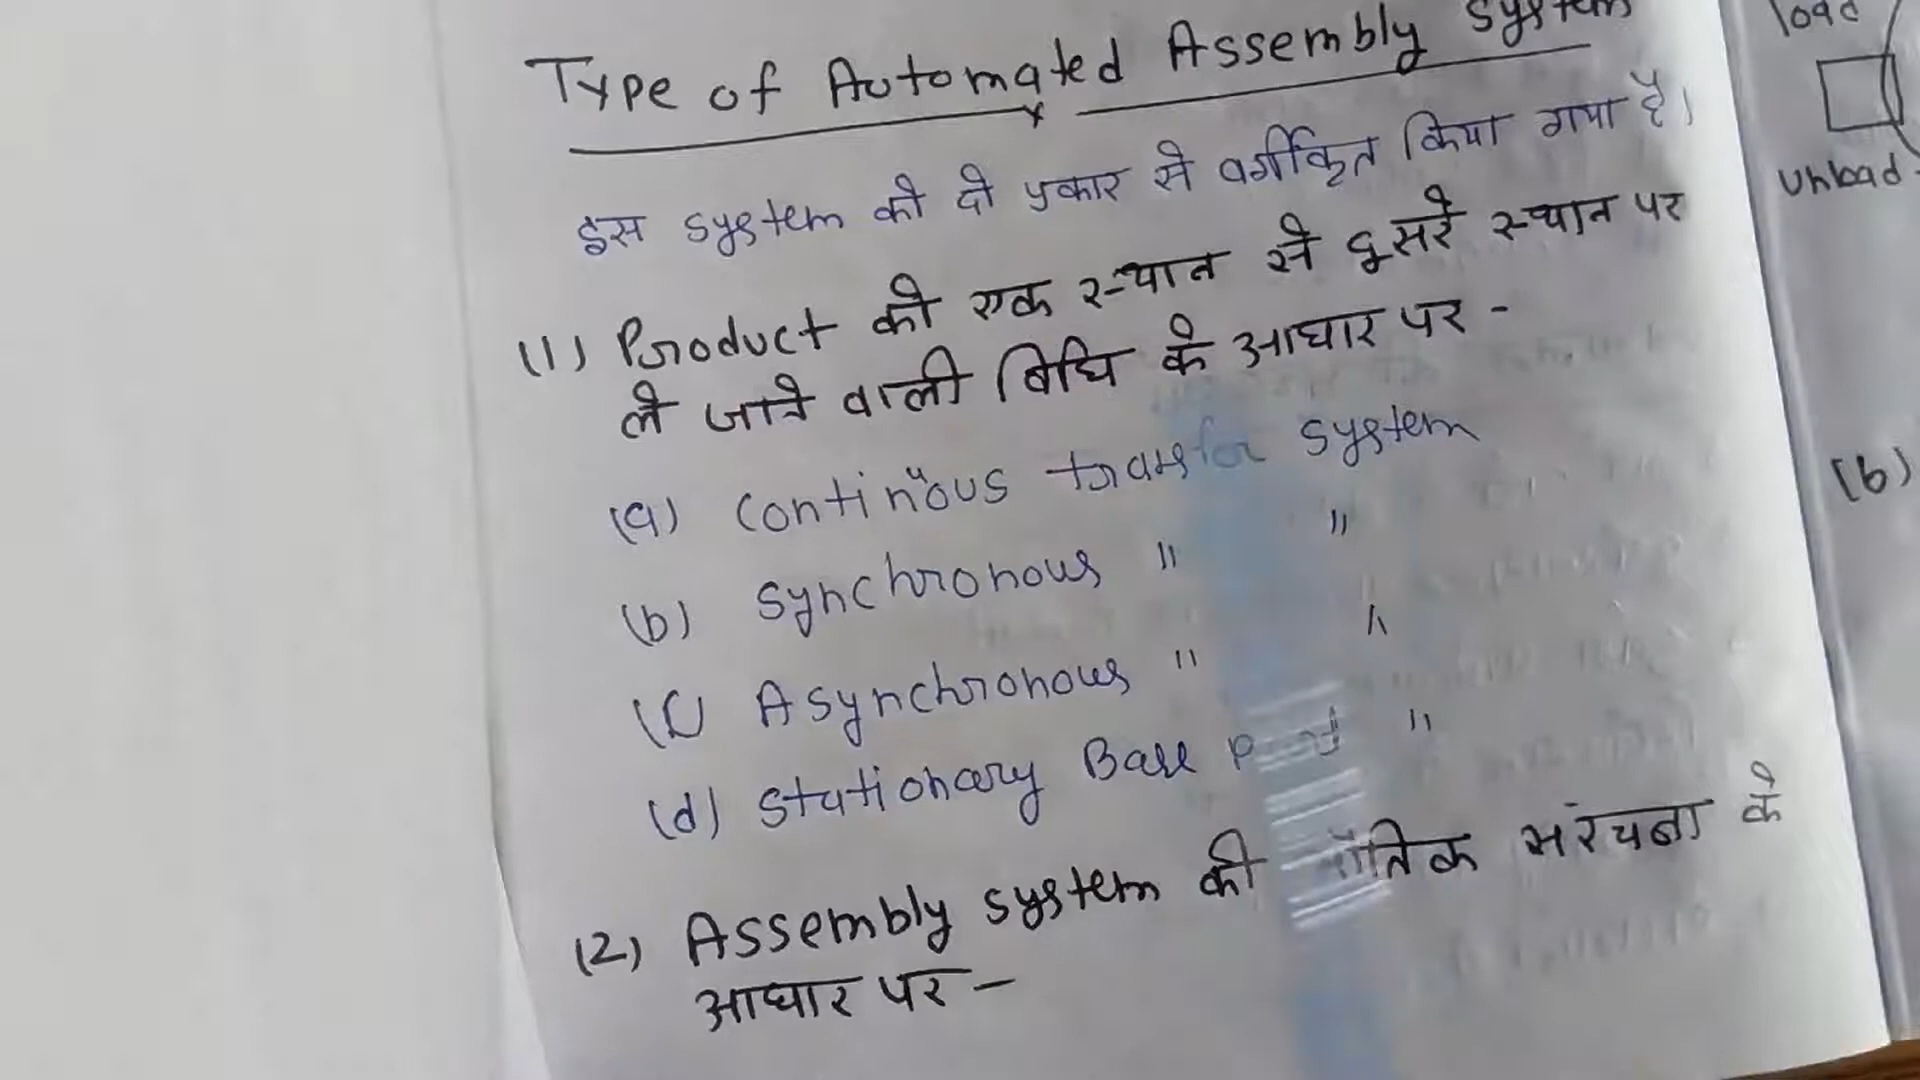 Type of Automated Assembly System
इस system को दो प्रकार से वर्गीकृत किया गया है।
(1) Product को एक स्थान से दूसरे स्थान पर
ले जाने वाली विधि के आधार पर -
(a) Continuous transfer system
(b) Synchronous " "
(c) Asynchronous " "
(d) Stationary Base part "
(2) Assembly system की भौतिक संरचना के
आधार पर —
load
unload
(b)